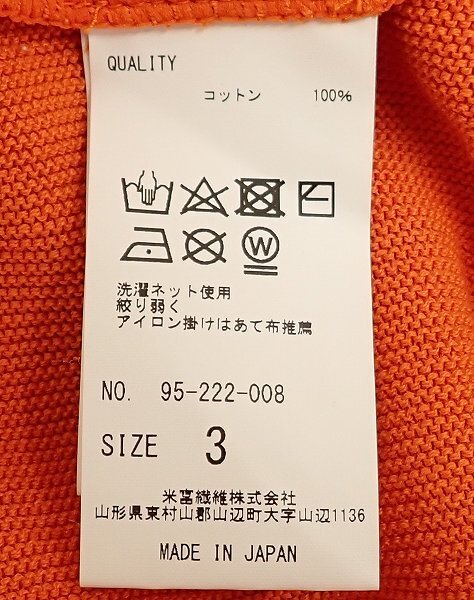 QUALITY
コットン 100%
W
洗濯ネット使用
絞り弱く
アイロン掛けはあて布推薦
NO. 95-222-008
SIZE 3
米富繊維株式会社
山形県東村山郡山辺町大字山辺1136
MADE IN JAPAN